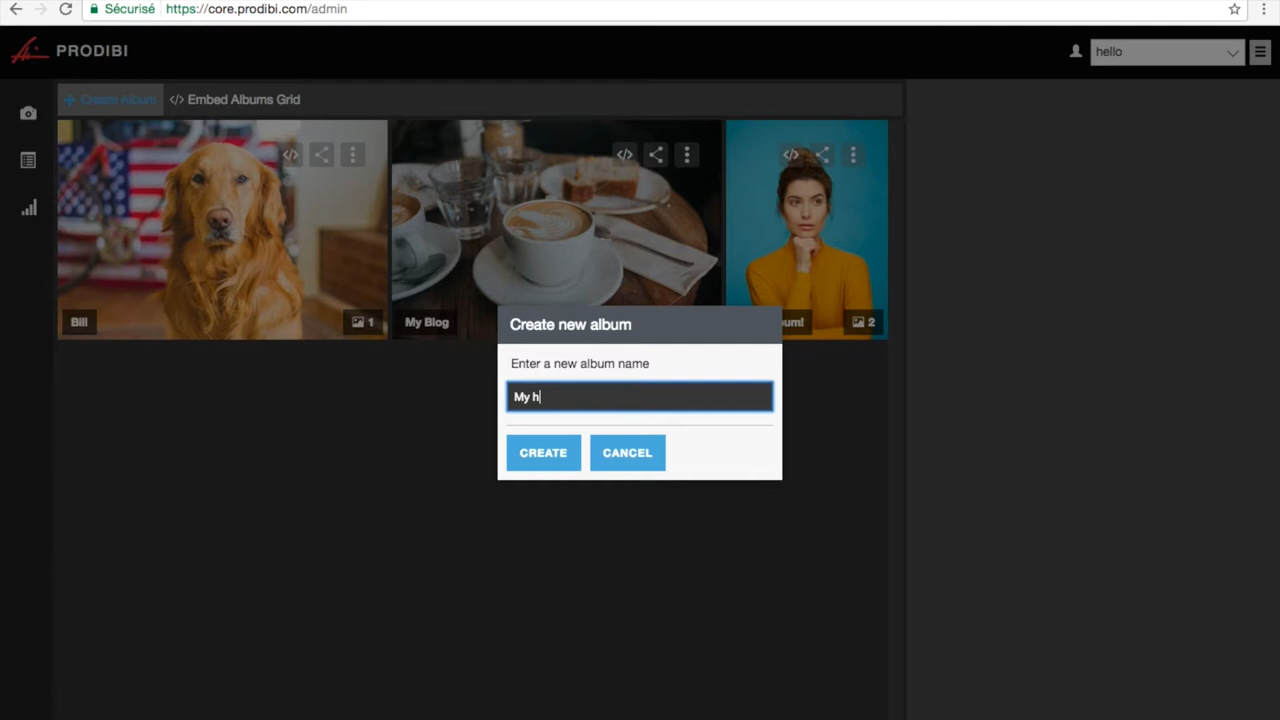 Sécurisé https://core.prodibi.com/admin
PRODIBI
hello
Create Album </> Embed Albums Grid
Bill 1
My Blog
bum! 2
Create new album
Enter a new album name
My h
CREATE CANCEL